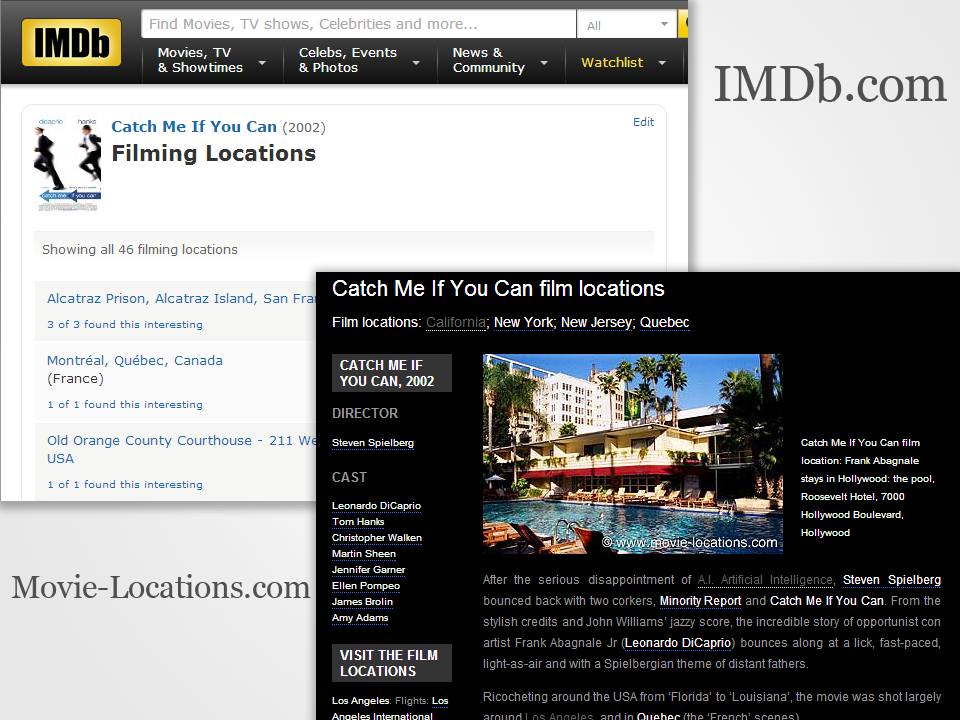 Find Movies, TV shows, Celebrities and more...
All
IMDb
Movies, TV
& Showtimes
Celebs, Events
& Photos
News &
Community
Watchlist
IMDb.com
dicaprio hanks
catch me if you can
Catch Me If You Can (2002)
Edit
Filming Locations
Showing all 46 filming locations
Alcatraz Prison, Alcatraz Island, San Fra
3 of 3 found this interesting
Montréal, Québec, Canada
(France)
1 of 1 found this interesting
Old Orange County Courthouse - 211 We
USA
1 of 1 found this interesting
Movie-Locations.com
Catch Me If You Can film locations
Film locations: California; New York; New Jersey; Quebec
CATCH ME IF
YOU CAN, 2002
DIRECTOR
Steven Spielberg
CAST
Leonardo DiCaprio
Tom Hanks
Christopher Walken
Martin Sheen
Jennifer Garner
Ellen Pompeo
James Brolin
Amy Adams
VISIT THE FILM
LOCATIONS
Los Angeles: Flights: Los
Angeles International
© www.movie-locations.com
Catch Me If You Can film
location: Frank Abagnale
stays in Hollywood: the pool,
Roosevelt Hotel, 7000
Hollywood Boulevard,
Hollywood
After the serious disappointment of A.I. Artificial Intelligence, Steven Spielberg
bounced back with two corkers, Minority Report and Catch Me If You Can. From the
stylish credits and John Williams' jazzy score, the incredible story of opportunist con
artist Frank Abagnale Jr (Leonardo DiCaprio) bounces along at a lick, fast-paced,
light-as-air and with a Spielbergian theme of distant fathers.
Ricocheting around the USA from 'Florida' to 'Louisiana', the movie was shot largely
around Los Angeles, and in Quebec (the 'French' scenes).